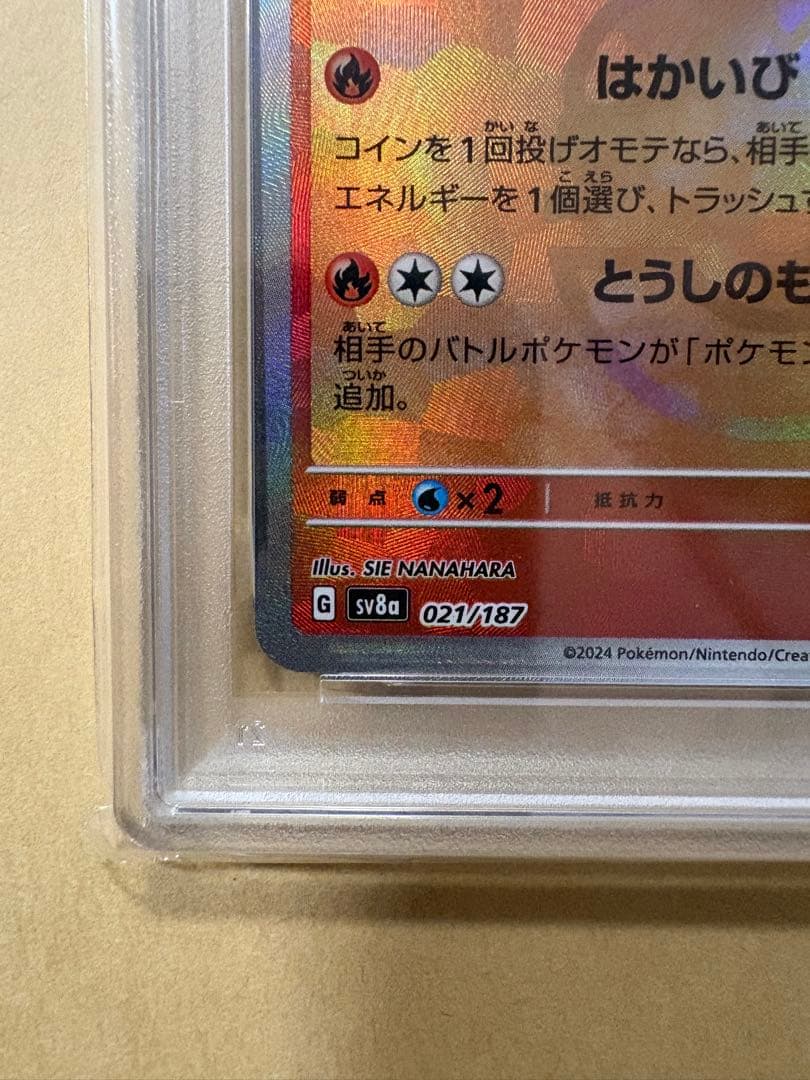 はかいび
かいな あいて
コインを1回投げオモテなら、相手
こ えら
エネルギーを1個選び、トラッシュす
とうしのも
あいて
相手のバトルポケモンが「ポケモン
ついか
追加。
弱点 ×2 抵抗力
Illus. SIE NANAHARA
G sv8a 021/187
©2024 Pokémon/Nintendo/Crea
21